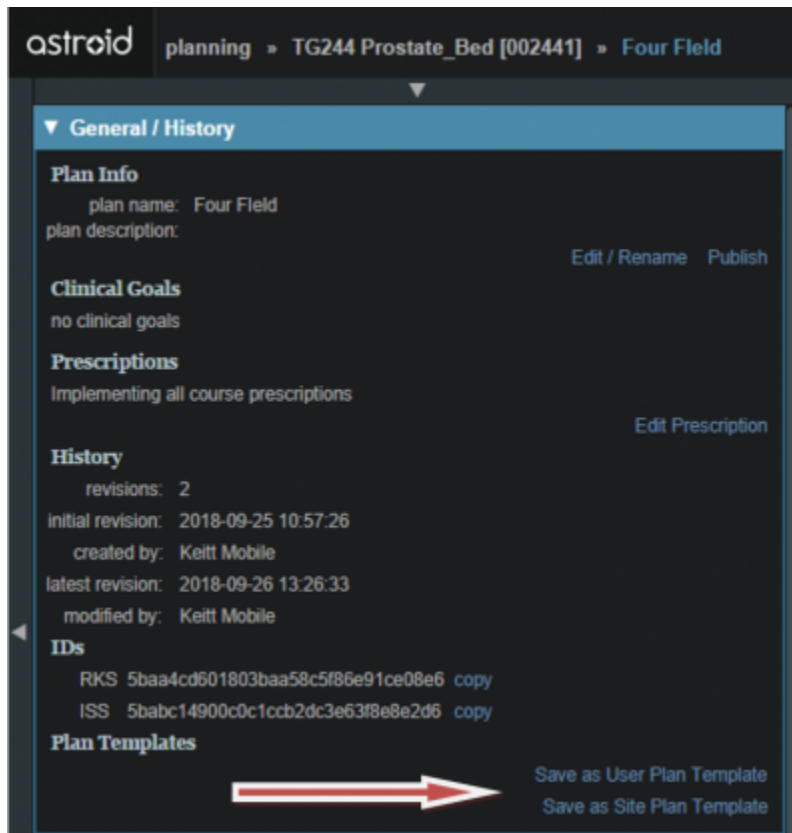 astroid planning » TG244 Prostate_Bed [002441] » Four FIeld
General / History
Plan Info
plan name: Four FIeld
plan description:
Edit / Rename Publish
Clinical Goals
no clinical goals
Prescriptions
Implementing all course prescriptions
Edit Prescription
History
revisions: 2
initial revision: 2018-09-25 10:57:26
created by: Keitt Mobile
latest revision: 2018-09-26 13:26:33
modified by: Keitt Mobile
IDs
RKS 5baa4cd601803baa58c5f86e91ce08e6 copy
ISS 5babc14900c0c1ccb2dc3e63f8e8e2d6 copy
Plan Templates
Save as User Plan Template
Save as Site Plan Template